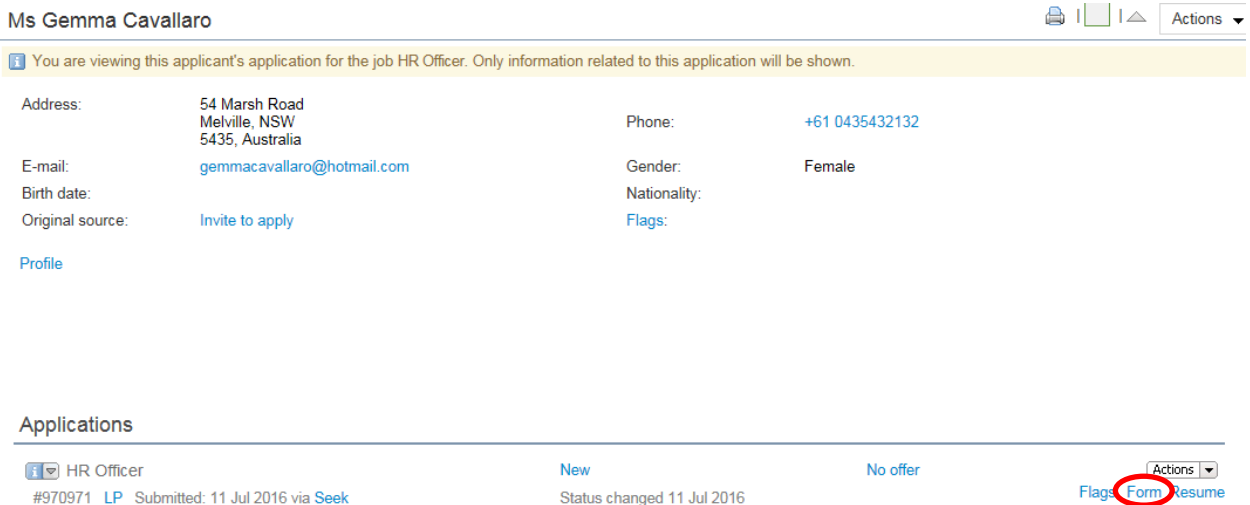 Ms Gemma Cavallaro
Actions
You are viewing this applicant's application for the job HR Officer. Only information related to this application will be shown.
Address: 54 Marsh Road
Melville, NSW
5435, Australia
Phone: +61 0435432132
E-mail: gemmacavallaro@hotmail.com
Gender: Female
Birth date:
Nationality:
Original source: Invite to apply
Flags:
Profile
Applications
HR Officer New No offer Actions
#970971 LP Submitted: 11 Jul 2016 via Seek Status changed 11 Jul 2016 Flags Form Resume